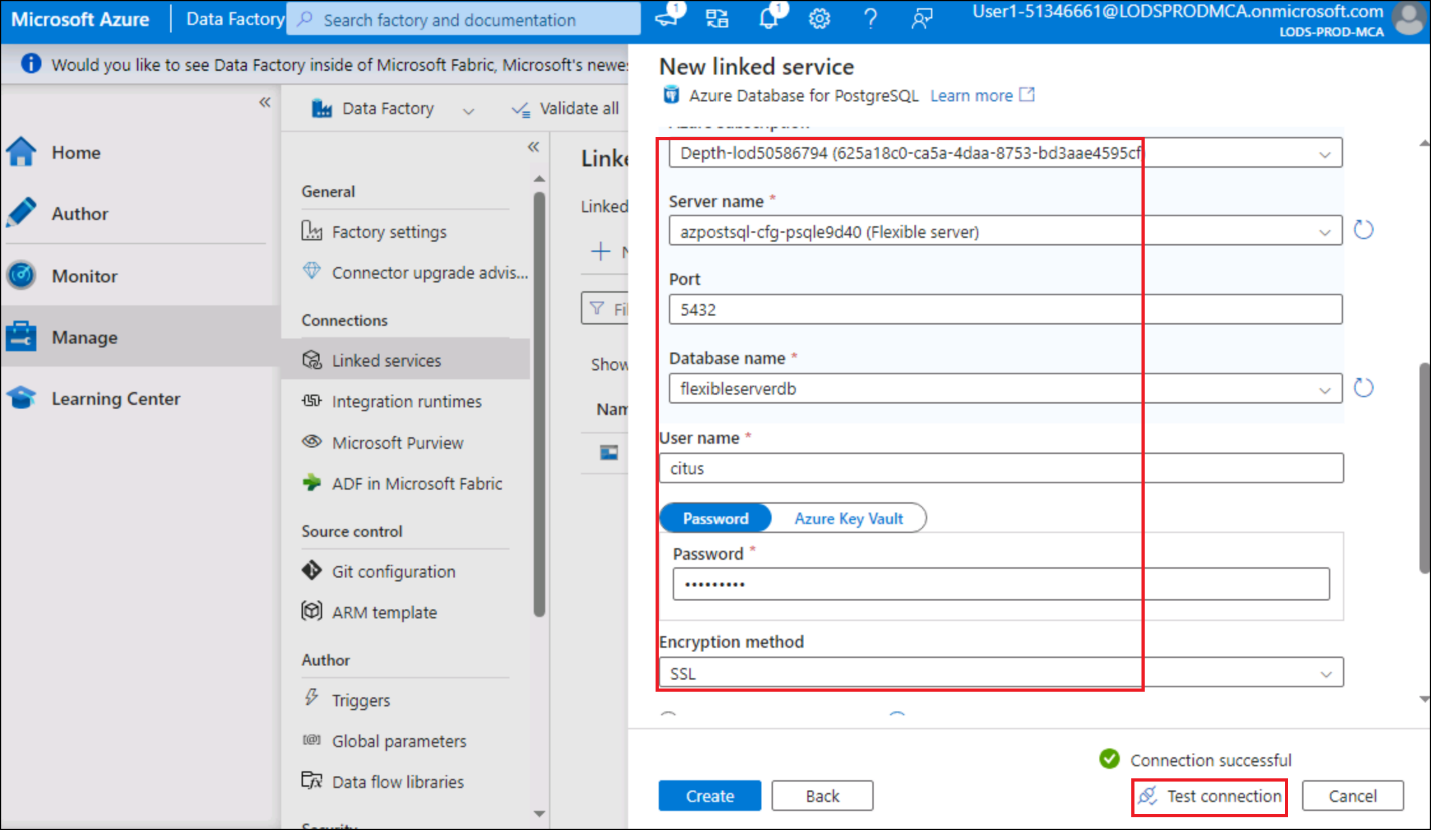 Microsoft Azure
Data Factory
Search factory and documentation
1
1
User1-51346661@LODSPRODMCA.onmicrosoft.com
LODS-PROD-MCA
Would you like to see Data Factory inside of Microsoft Fabric, Microsoft's newe
Home
Author
Monitor
Manage
Learning Center
Data Factory
Validate all
General
Factory settings
Connector upgrade advis...
Connections
Linked services
Integration runtimes
Microsoft Purview
ADF in Microsoft Fabric
Source control
Git configuration
ARM template
Author
Triggers
Global parameters
Data flow libraries
Security
Linke
Linked
N
Fil
Show
Nam
New linked service
Azure Database for PostgreSQL Learn more
Azure subscription
Depth-lod50586794 (625a18c0-ca5a-4daa-8753-bd3aae4595cf)
Server name *
azpostsql-cfg-psqle9d40 (Flexible server)
Port
5432
Database name *
flexibleserverdb
User name *
citus
Password
Azure Key Vault
Password *
•••••••••
Encryption method
SSL
Connection successful
Create
Back
Test connection
Cancel